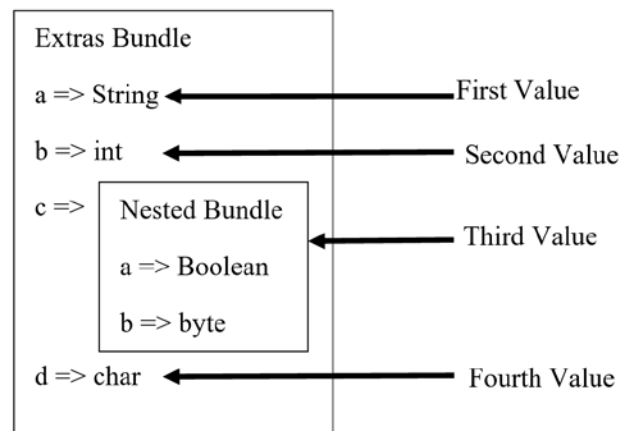 Extras Bundle
a => String
First Value
b => int
Second Value
c =>
Nested Bundle
Third Value
a => Boolean
b => byte
d => char
Fourth Value